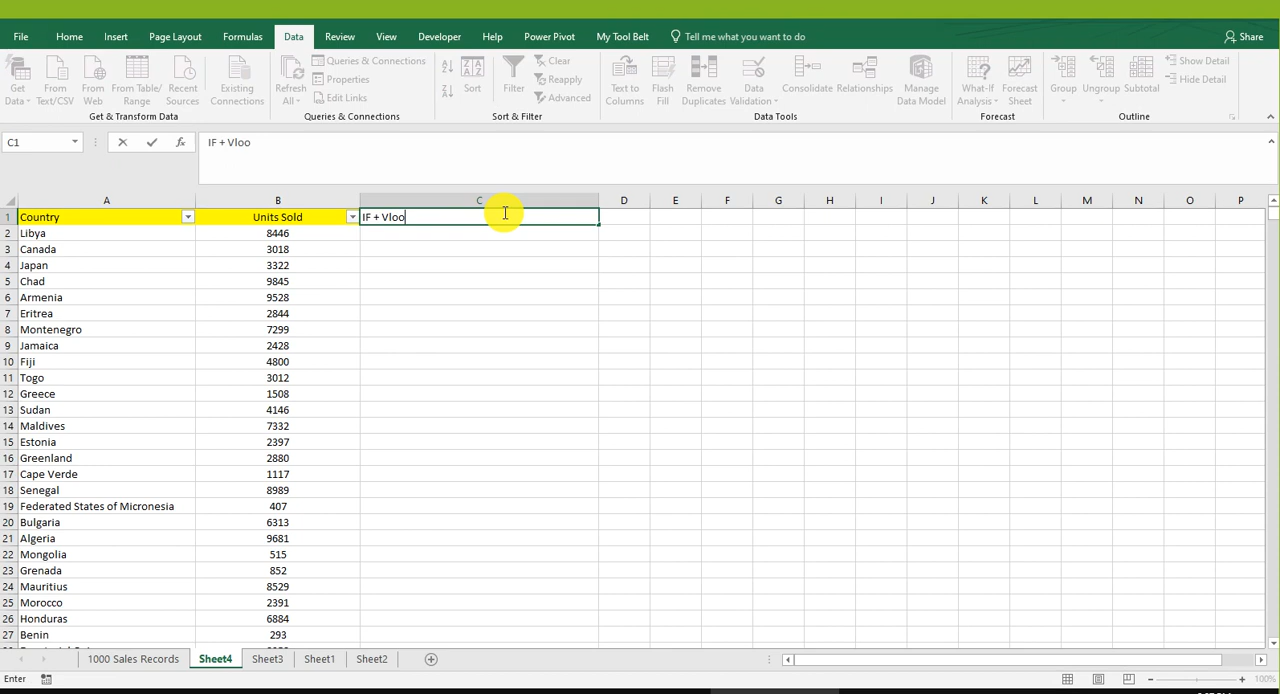 File Home Insert Page Layout Formulas Data Review View Developer Help Power Pivot My Tool Belt Tell me what you want to do Share
Get Data From Text/CSV From Web From Table/ Range Recent Sources Existing Connections Refresh All Queries & Connections Properties Edit Links Sort Filter Clear Reapply Advanced Text to Columns Flash Fill Remove Duplicates Data Validation Consolidate Relationships Manage Data Model What-If Analysis Forecast Sheet Group Ungroup Subtotal Show Detail Hide Detail
Get & Transform Data Queries & Connections Sort & Filter Data Tools Forecast Outline
C1 fx IF + Vloo
A B C D E F G H I J K L M N O P
1 Country Units Sold IF + Vloo
2 Libya 8446
3 Canada 3018
4 Japan 3322
5 Chad 9845
6 Armenia 9528
7 Eritrea 2844
8 Montenegro 7299
9 Jamaica 2428
10 Fiji 4800
11 Togo 3012
12 Greece 1508
13 Sudan 4146
14 Maldives 7332
15 Estonia 2397
16 Greenland 2880
17 Cape Verde 1117
18 Senegal 8989
19 Federated States of Micronesia 407
20 Bulgaria 6313
21 Algeria 9681
22 Mongolia 515
23 Grenada 852
24 Mauritius 8529
25 Morocco 2391
26 Honduras 6884
27 Benin 293
1000 Sales Records Sheet4 Sheet3 Sheet1 Sheet2
Enter 100%